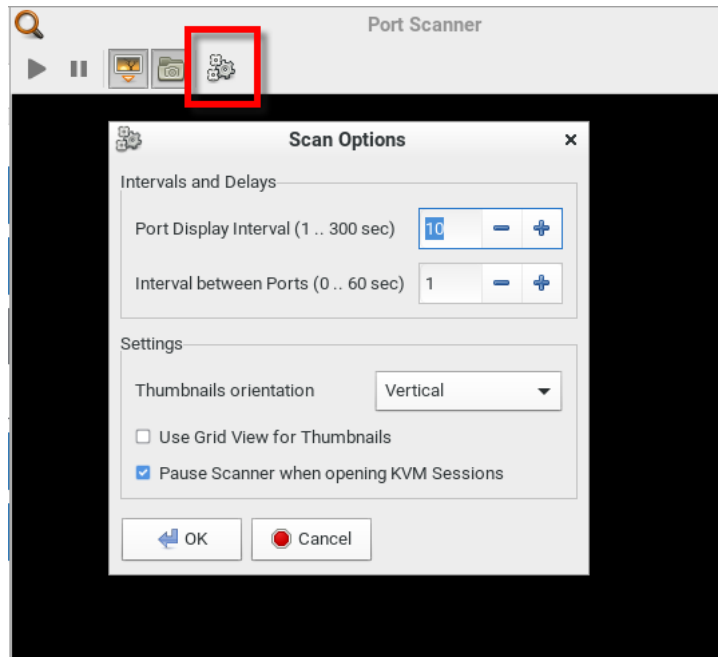 Port Scanner
Scan Options
Intervals and Delays
Port Display Interval (1 .. 300 sec) 10
Interval between Ports (0 .. 60 sec) 1
Settings
Thumbnails orientation Vertical
Use Grid View for Thumbnails
Pause Scanner when opening KVM Sessions
OK Cancel